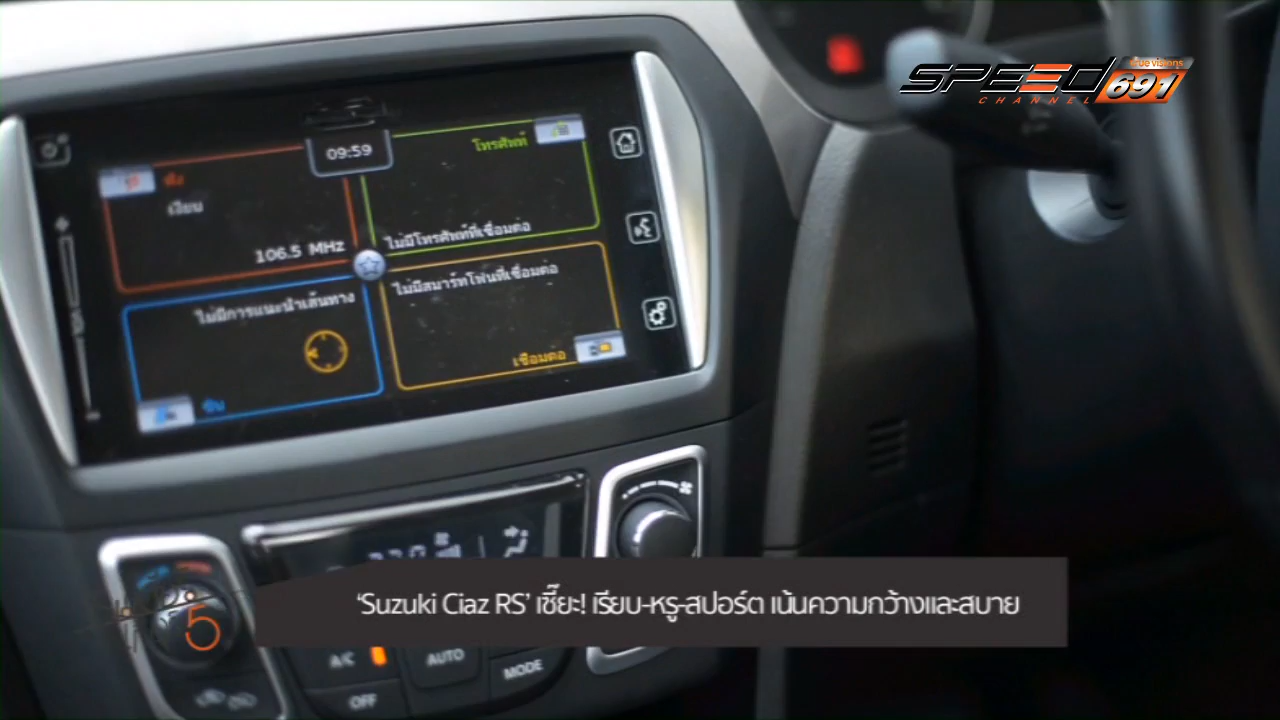 true visions
SPEED
CHANNEL 691
09:59
โทรศัพท์
ฟัง
เงียบ
106.5 MHz
ไม่มีโทรศัพท์ที่เชื่อมต่อ
ไม่มีการแนะนำเส้นทาง
ไม่มีสมาร์ทโฟนที่เชื่อมต่อ
เชื่อมต่อ
ขับ
5
'Suzuki Ciaz RS' เชี๊ยะ! เรียบ-หรู-สปอร์ต เน้นความกว้างและสบาย
A/C
AUTO
MODE
OFF